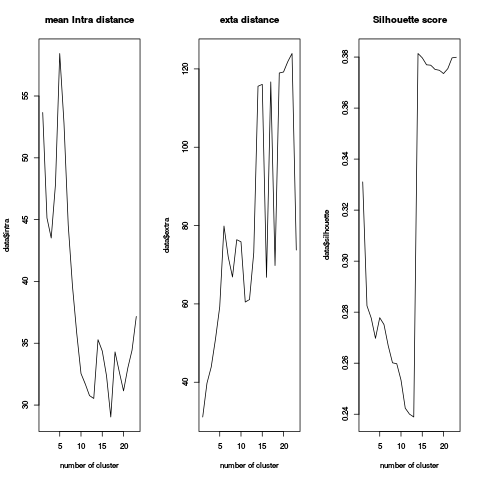 mean Intra distance
data$intra
30
35
40
45
50
55
5 10 15 20
number of cluster
exta distance
data$extra
40
60
80
100
120
5 10 15 20
number of cluster
Silhouette score
data$silhouette
0.24
0.26
0.28
0.30
0.32
0.34
0.36
0.38
5 10 15 20
number of cluster